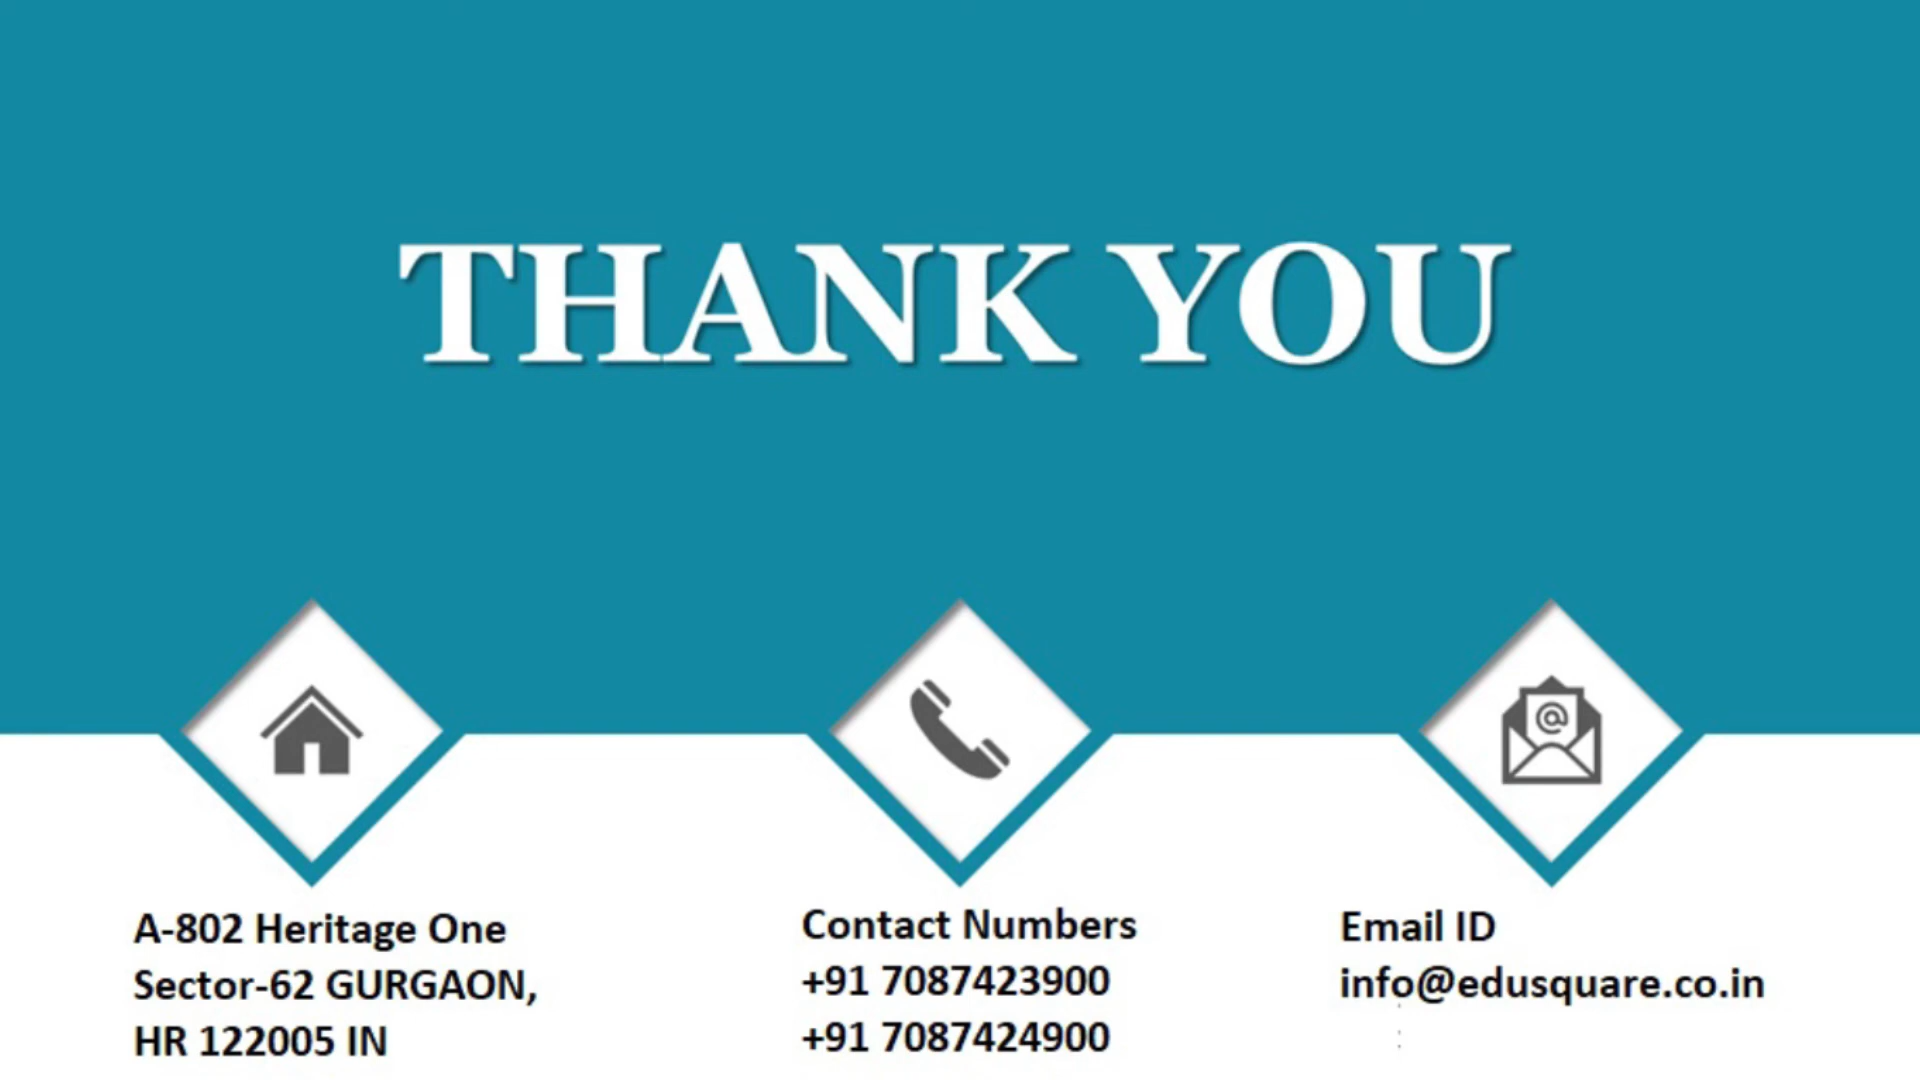 THANK YOU
A-802 Heritage One
Sector-62 GURGAON,
HR 122005 IN
Contact Numbers
+91 7087423900
+91 7087424900
Email ID
info@edusquare.co.in